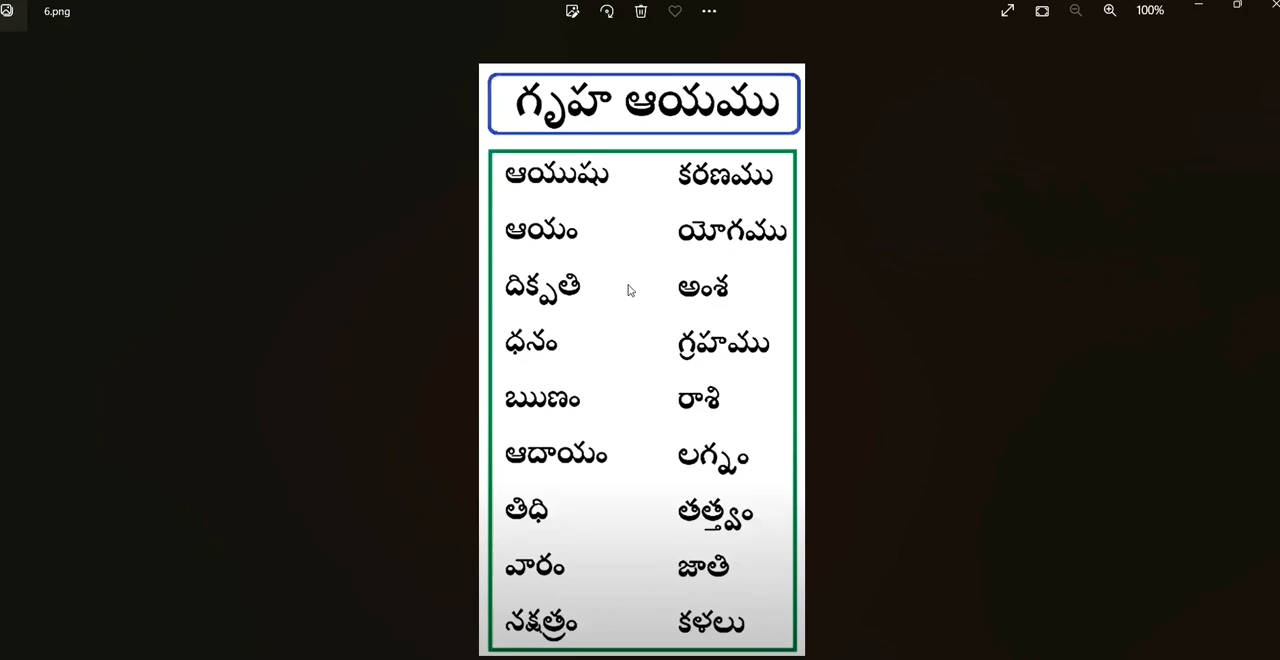 6.png
100%
గృహ ఆయము
ఆయుషు కరణము
ఆయం యోగము
దిక్పతి అంశ
ధనం గ్రహము
ఋణం రాశి
ఆదాయం లగ్నం
తిధి తత్త్వం
వారం జాతి
నక్షత్రం కళలు